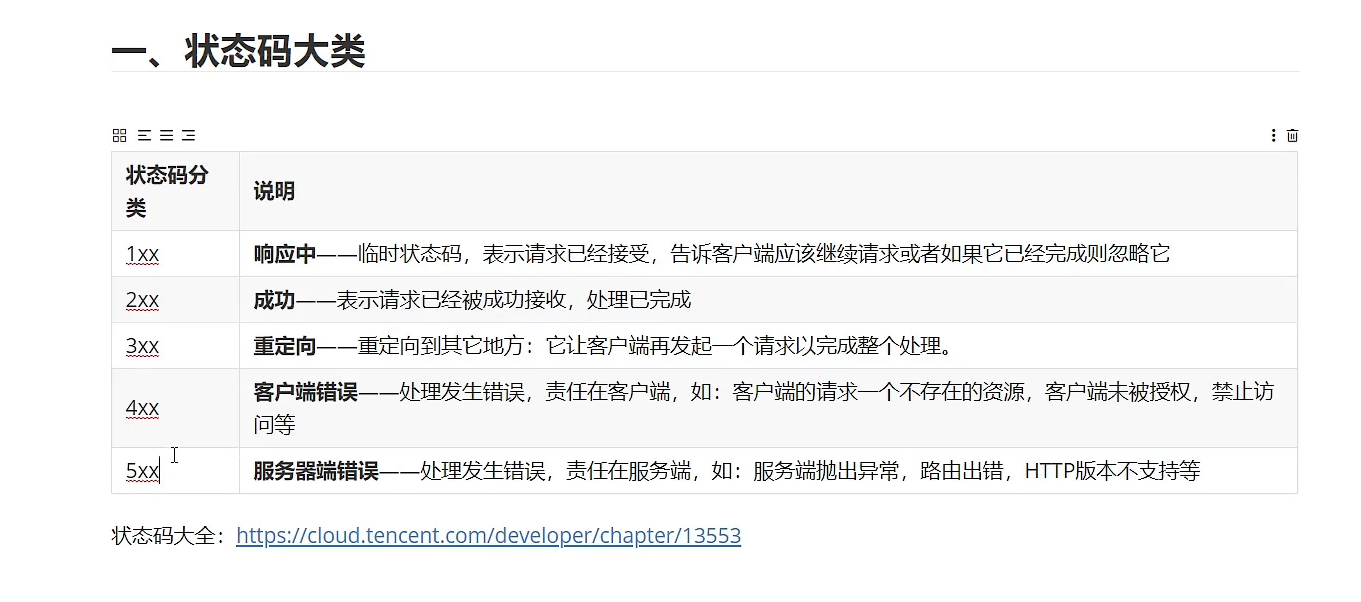 一、状态码大类
状态码分
类
说明
1xx
响应中——临时状态码，表示请求已经接受，告诉客户端应该继续请求或者如果它已经完成则忽略它
2xx
成功——表示请求已经被成功接收，处理已完成
3xx
重定向——重定向到其它地方：它让客户端再发起一个请求以完成整个处理。
4xx
客户端错误——处理发生错误，责任在客户端，如：客户端的请求一个不存在的资源，客户端未被授权，禁止访
问等
5xx
服务器端错误——处理发生错误，责任在服务端，如：服务端抛出异常，路由出错，HTTP版本不支持等
状态码大全：https://cloud.tencent.com/developer/chapter/13553